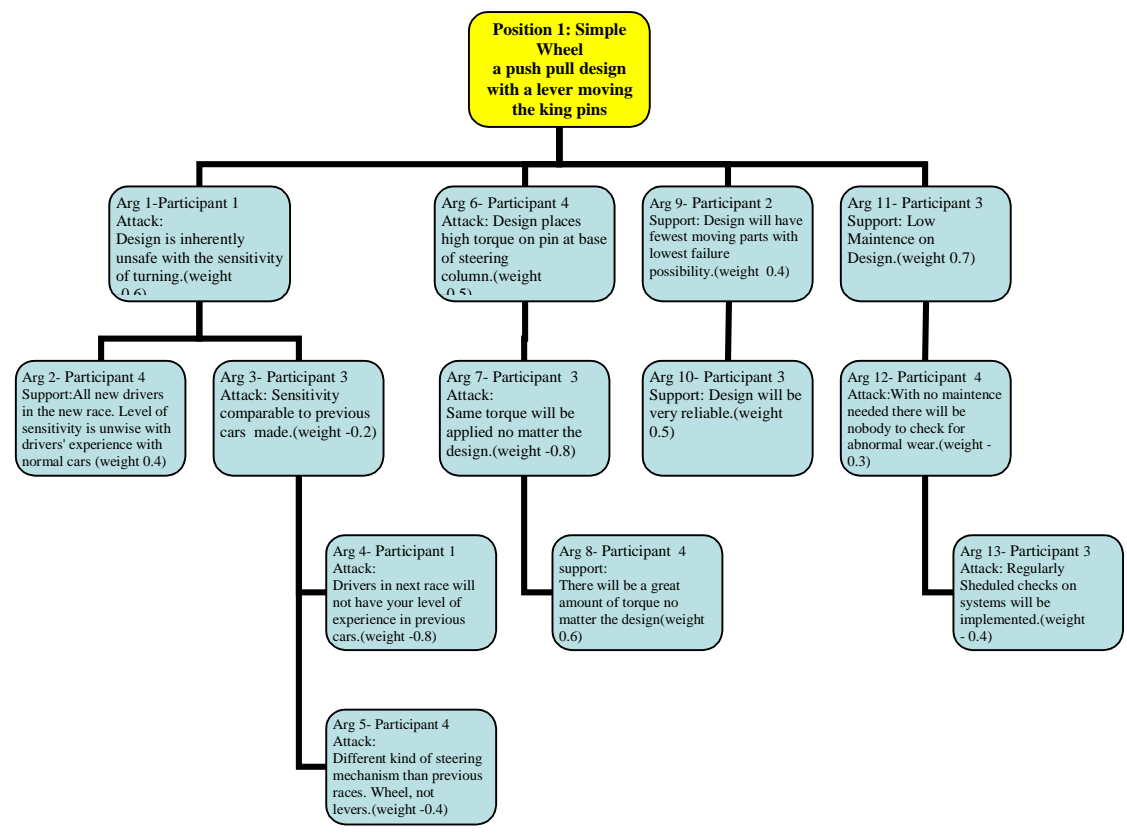 Position 1: Simple
Wheel
a push pull design
with a lever moving
the king pins
Arg 1-Participant 1
Attack:
Design is inherently
unsafe with the sensitivity
of turning.(weight
0.6)
Arg 6- Participant 4
Attack: Design places
high torque on pin at base
of steering
column.(weight
0.5)
Arg 9- Participant 2
Support: Design will have
fewest moving parts with
lowest failure
possibility.(weight 0.4)
Arg 11- Participant 3
Support: Low
Maintence on
Design.(weight 0.7)
Arg 2- Participant 4
Support:All new drivers
in the new race. Level of
sensitivity is unwise with
drivers' experience with
normal cars (weight 0.4)
Arg 3- Participant 3
Attack: Sensitivity
comparable to previous
cars made.(weight -0.2)
Arg 7- Participant 3
Attack:
Same torque will be
applied no matter the
design.(weight -0.8)
Arg 10- Participant 3
Support: Design will be
very reliable.(weight
0.5)
Arg 12- Participant 4
Attack:With no maintence
needed there will be
nobody to check for
abnormal wear.(weight -
0.3)
Arg 4- Participant 1
Attack:
Drivers in next race will
not have your level of
experience in previous
cars.(weight -0.8)
Arg 8- Participant 4
support:
There will be a great
amount of torque no
matter the design(weight
0.6)
Arg 13- Participant 3
Attack: Regularly
Sheduled checks on
systems will be
implemented.(weight
- 0.4)
Arg 5- Participant 4
Attack:
Different kind of steering
mechanism than previous
races. Wheel, not
levers.(weight -0.4)